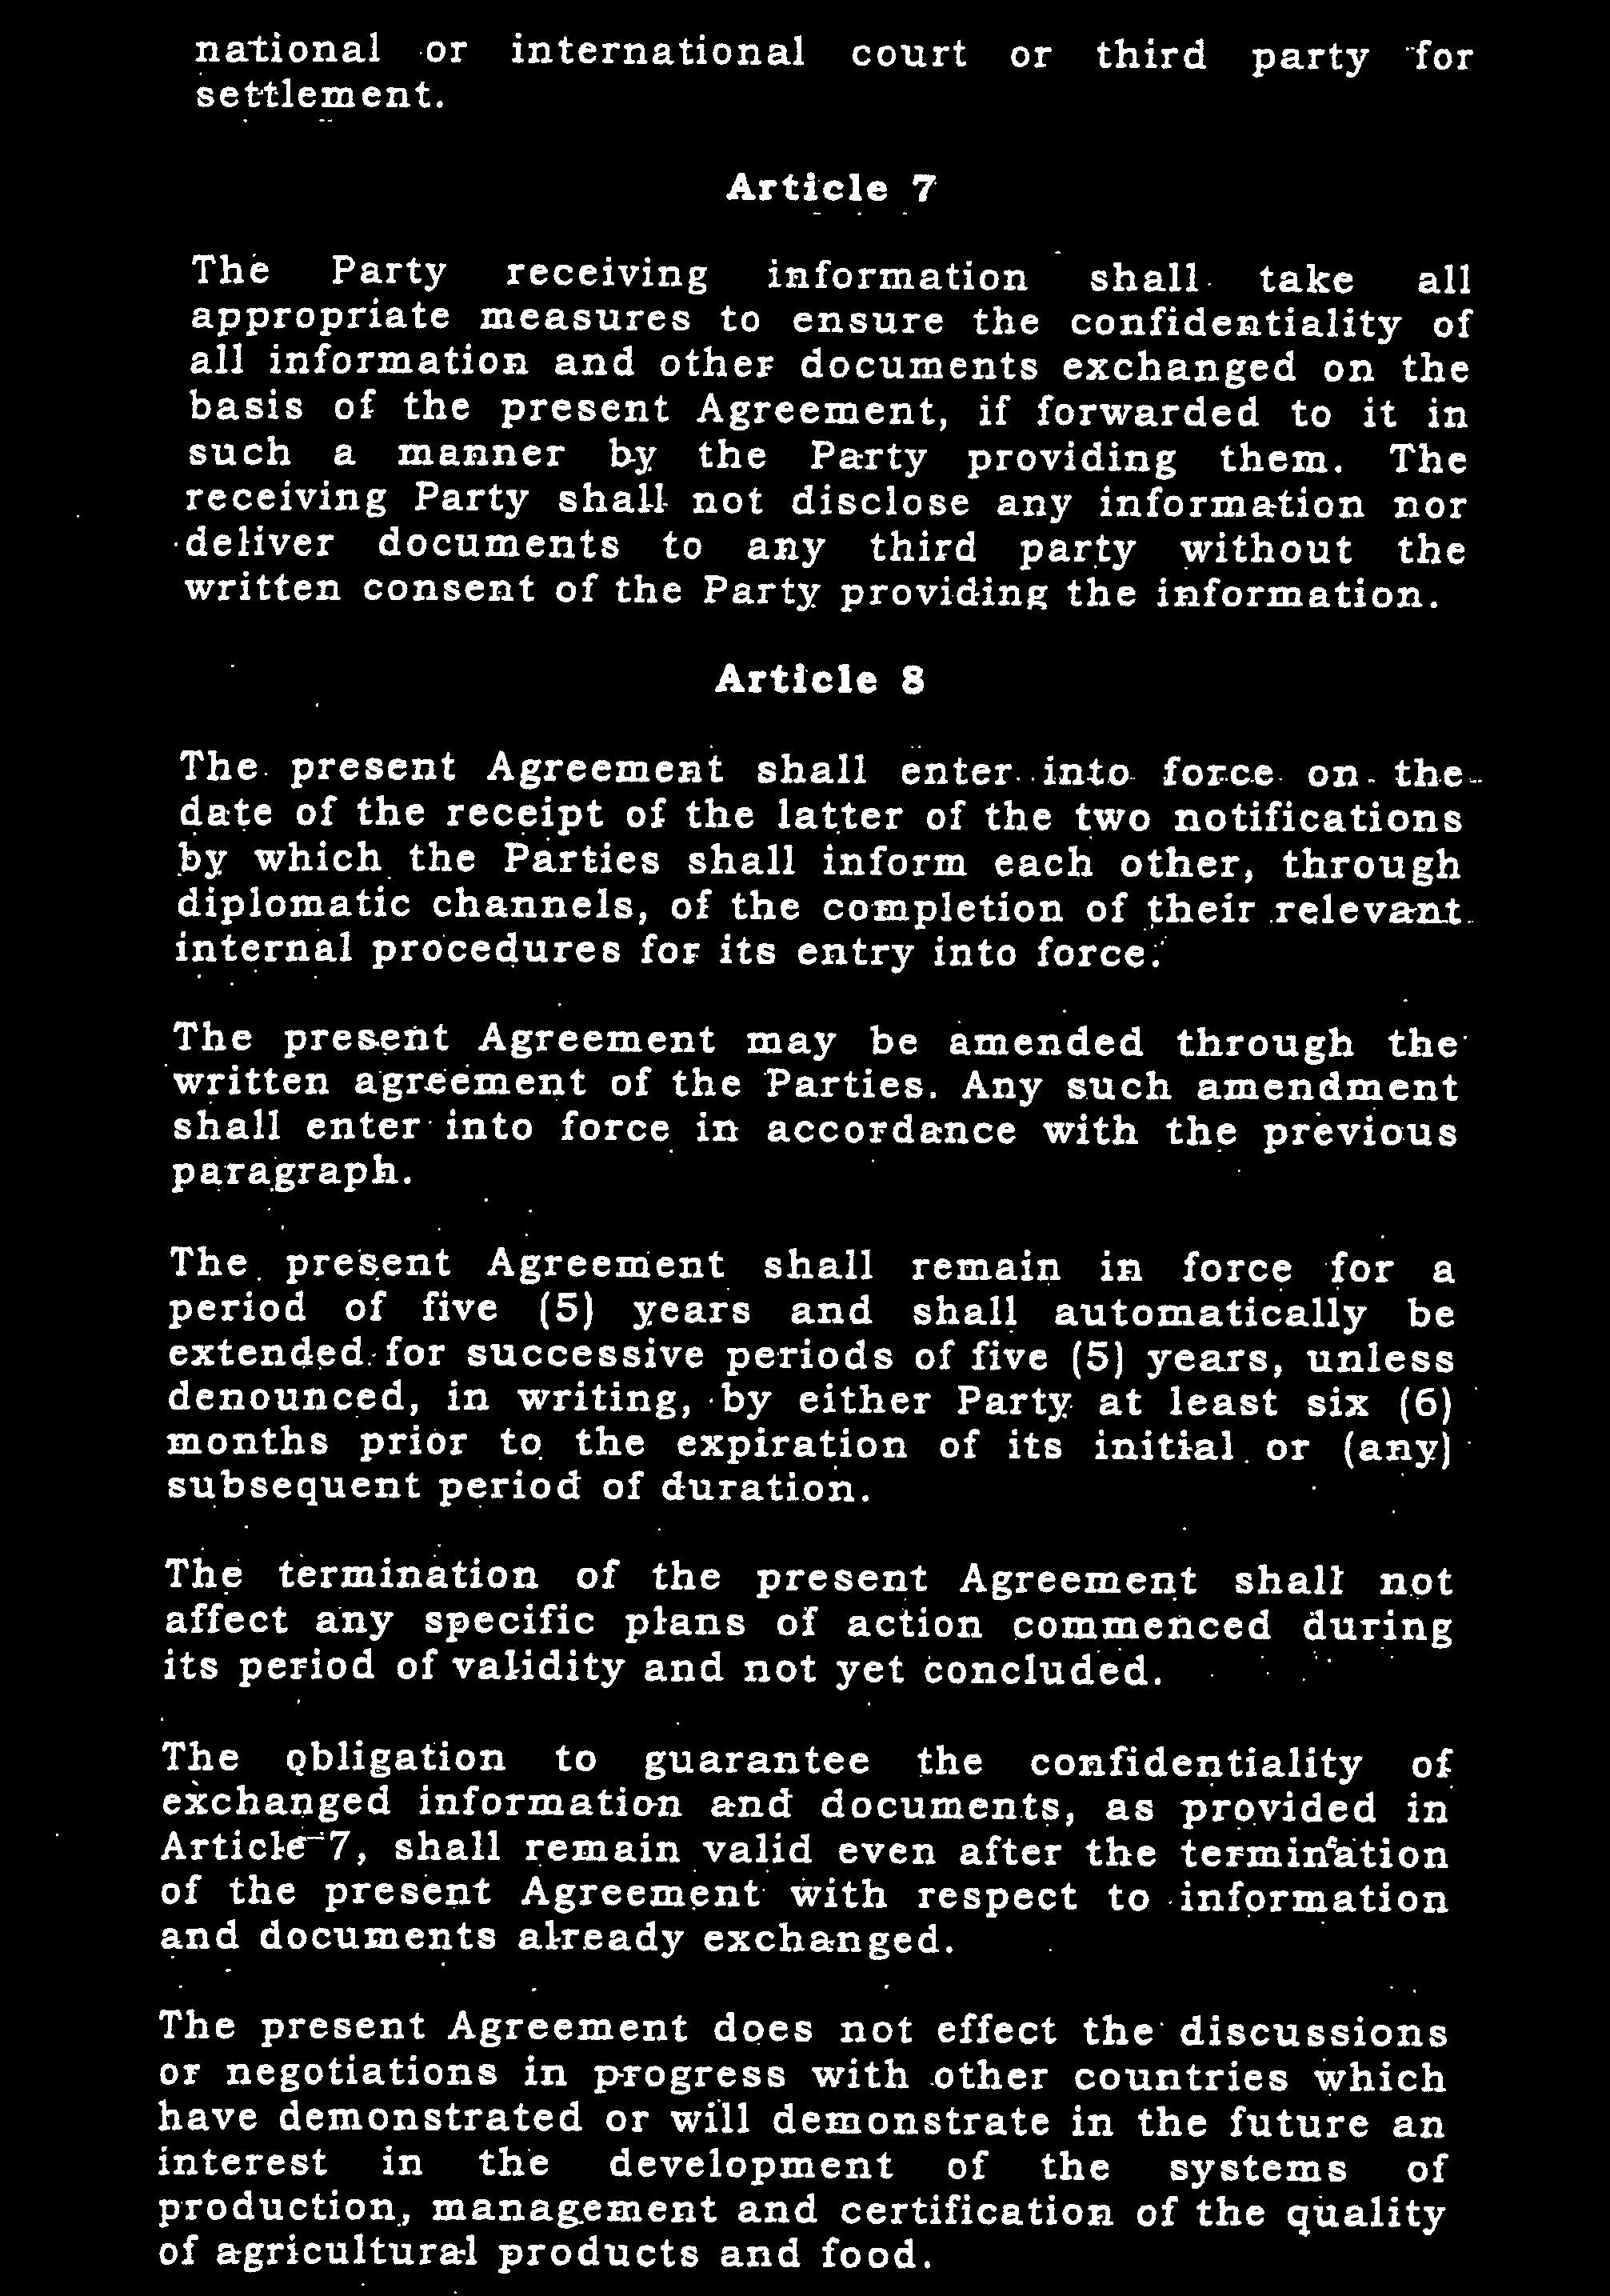 national or international court or third party for
settlement.
Article 7
The Party receiving information shall take all
appropriate measures to ensure the confidentiality of
all information and other documents exchanged on the
basis of the present Agreement, if forwarded to it in
such a manner by the Party providing them. The
receiving Party shall not disclose any information nor
deliver documents to any third party without the
written consent of the Party providing the information.
Article 8
The present Agreement shall enter into force on the
date of the receipt of the latter of the two notifications
by which the Parties shall inform each other, through
diplomatic channels, of the completion of their relevant
internal procedures for its entry into force.
The present Agreement may be amended through the
written agreement of the Parties. Any such amendment
shall enter into force in accordance with the previous
paragraph.
The present Agreement shall remain in force for a
period of five (5) years and shall automatically be
extended for successive periods of five (5) years, unless
denounced, in writing, by either Party at least six (6)
months prior to the expiration of its initial or (any)
subsequent period of duration.
The termination of the present Agreement shall not
affect any specific plans of action commenced during
its period of validity and not yet concluded.
The obligation to guarantee the confidentiality of
exchanged information and documents, as provided in
Article 7, shall remain valid even after the termination
of the present Agreement with respect to information
and documents already exchanged.
The present Agreement does not effect the discussions
or negotiations in progress with other countries which
have demonstrated or will demonstrate in the future an
interest in the development of the systems of
production, management and certification of the quality
of agricultural products and food.